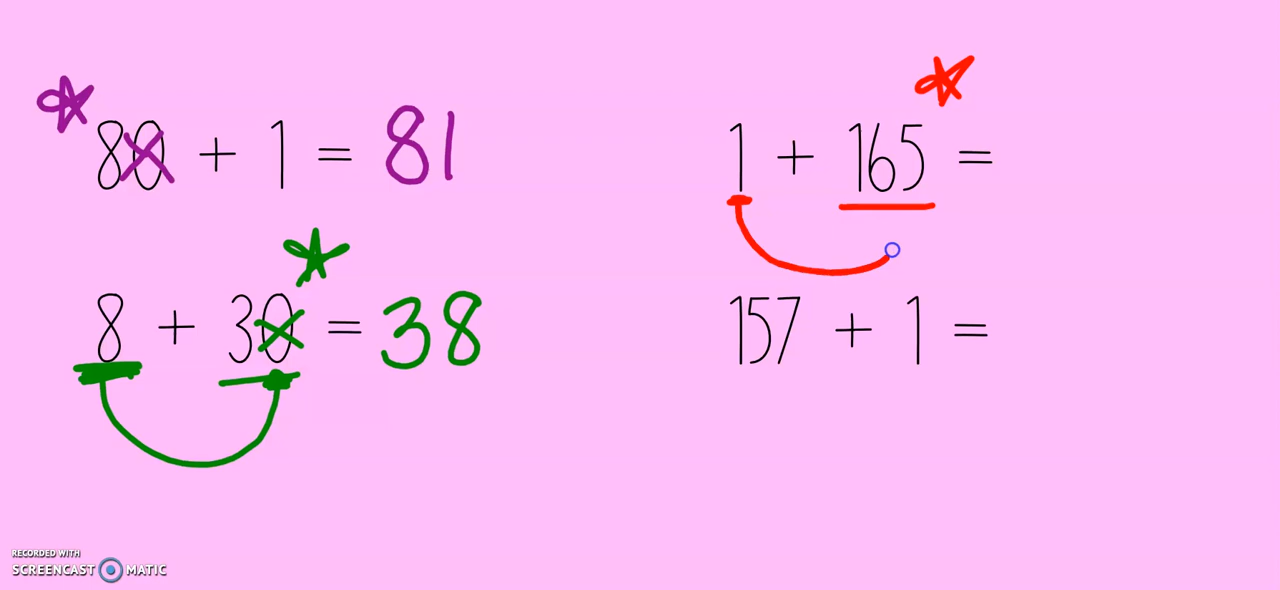 80 + 1 = 81
8 + 30 = 38
1 + 165 =
157 + 1 =
RECORDED WITH
SCREENCAST MATIC